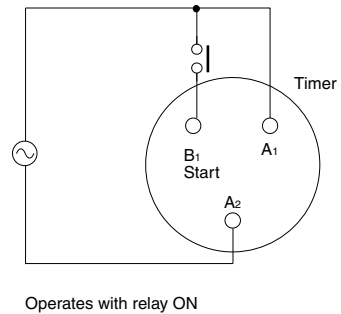 Timer
B1
Start
A1
A2
Operates with relay ON